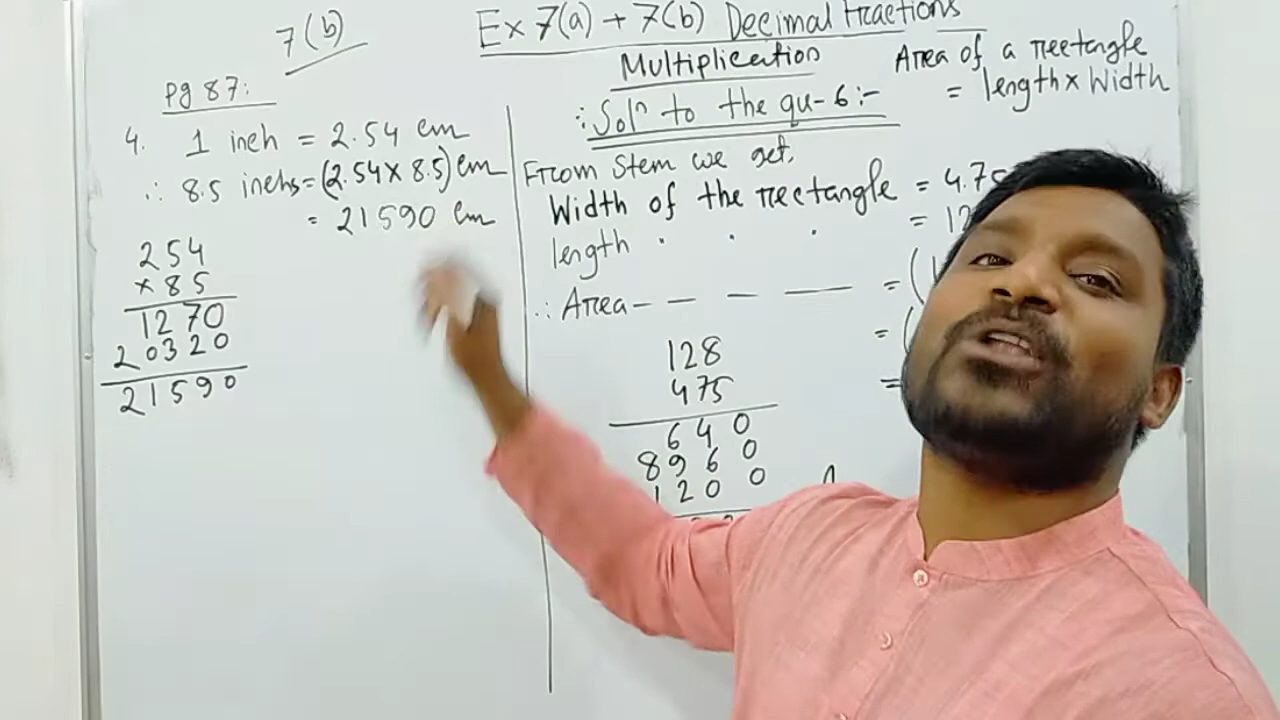 7(b)
Ex 7(a) + 7(b) Decimal fractions
Multiplication
Area of a rectangle
= length x Width
Pg 87:
4. 1 inch = 2.54 cm
∴ 8.5 inches = (2.54 x 8.5) cm
= 21590 cm
254
x 85
1270
20320
21590
:Solⁿ to the qu-6:-
From Stem we get,
Width of the rectangle = 4.75
length " " " = 12
∴ Area - — — — = (
= (
=
128
475
640
8960
1200